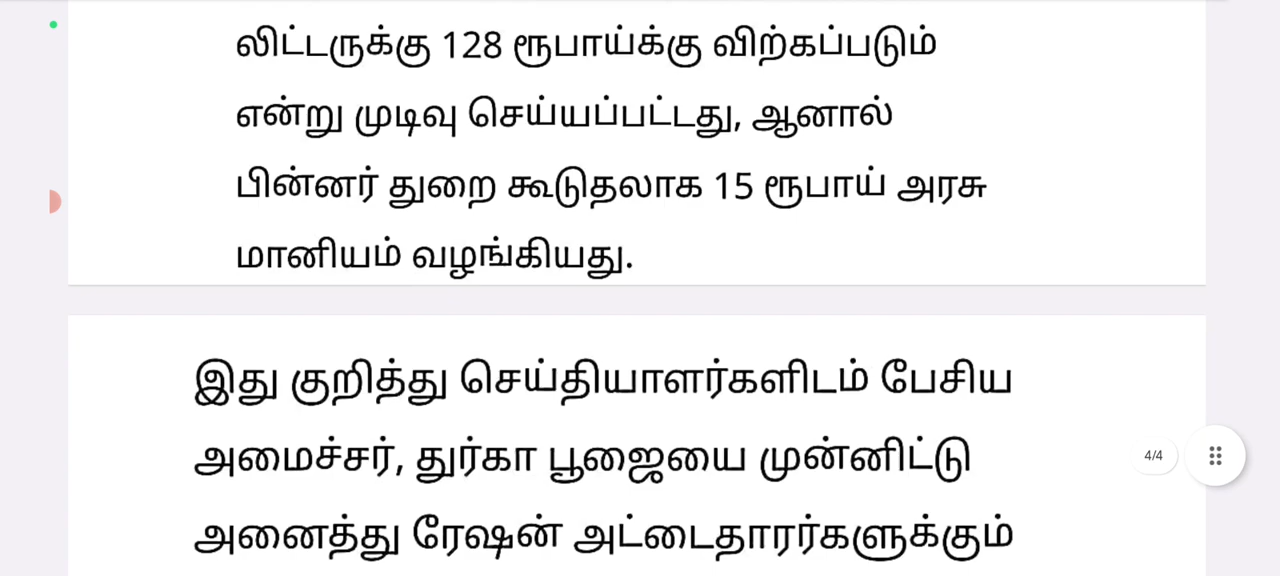 லிட்டருக்கு 128 ரூபாய்க்கு விற்கப்படும்
என்று முடிவு செய்யப்பட்டது, ஆனால்
பின்னர் துறை கூடுதலாக 15 ரூபாய் அரசு
மானியம் வழங்கியது.
இது குறித்து செய்தியாளர்களிடம் பேசிய
அமைச்சர், துர்கா பூஜையை முன்னிட்டு
4/4
அனைத்து ரேஷன் அட்டைதாரர்களுக்கும்